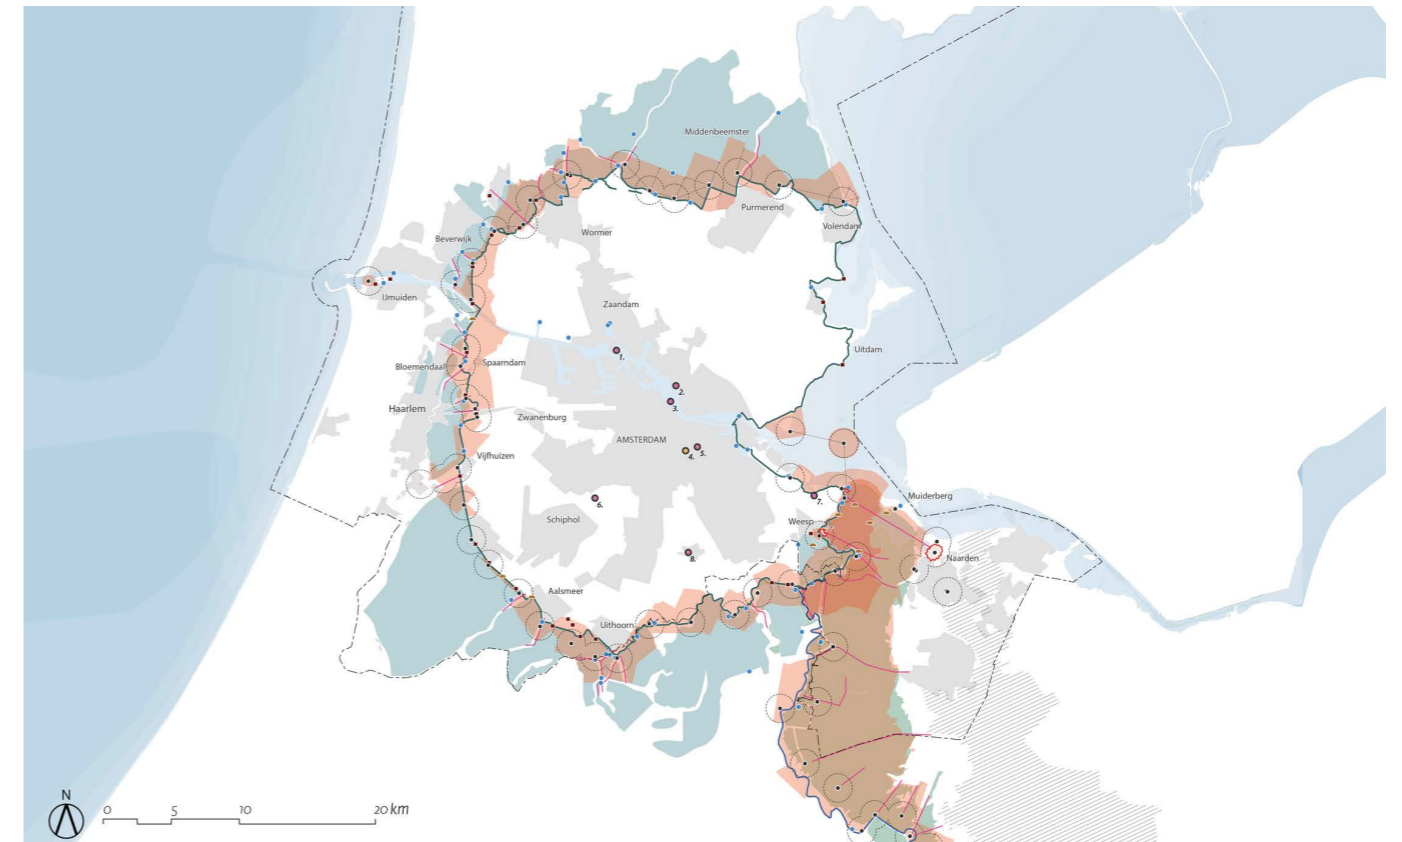 Middenbeemster
Purmerend
Volendam
Wormer
Beverwijk
IJmuiden
Zaandam
Uitdam
1.
Bloemendaal
Spaarndam
2.
3.
Haarlem
Zwanenburg
AMSTERDAM
4.
5.
Vijfhuizen
6.
7.
Muiderberg
Schiphol
Weesp
8.
Naarden
Aalsmeer
Uithoorn
N
0 5 10 20 km